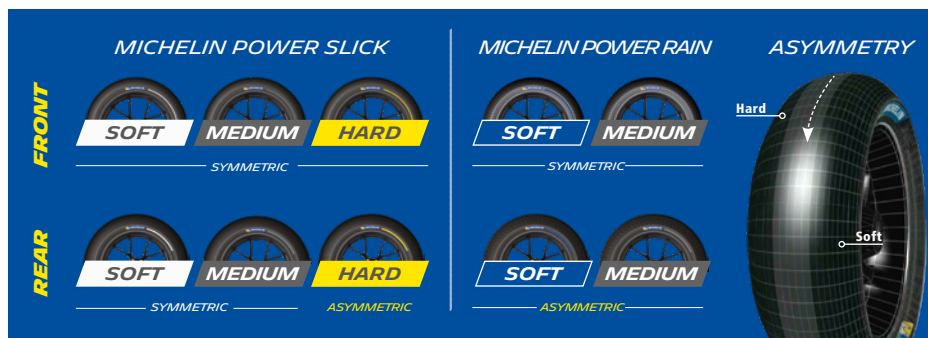 MICHELIN POWER SLICK
MICHELIN POWER RAIN
ASYMMETRY
FRONT
SOFT
MEDIUM
HARD
SYMMETRIC
SOFT
MEDIUM
SYMMETRIC
Hard
Soft
REAR
SOFT
MEDIUM
HARD
SYMMETRIC
ASYMMETRIC
SOFT
MEDIUM
ASYMMETRIC